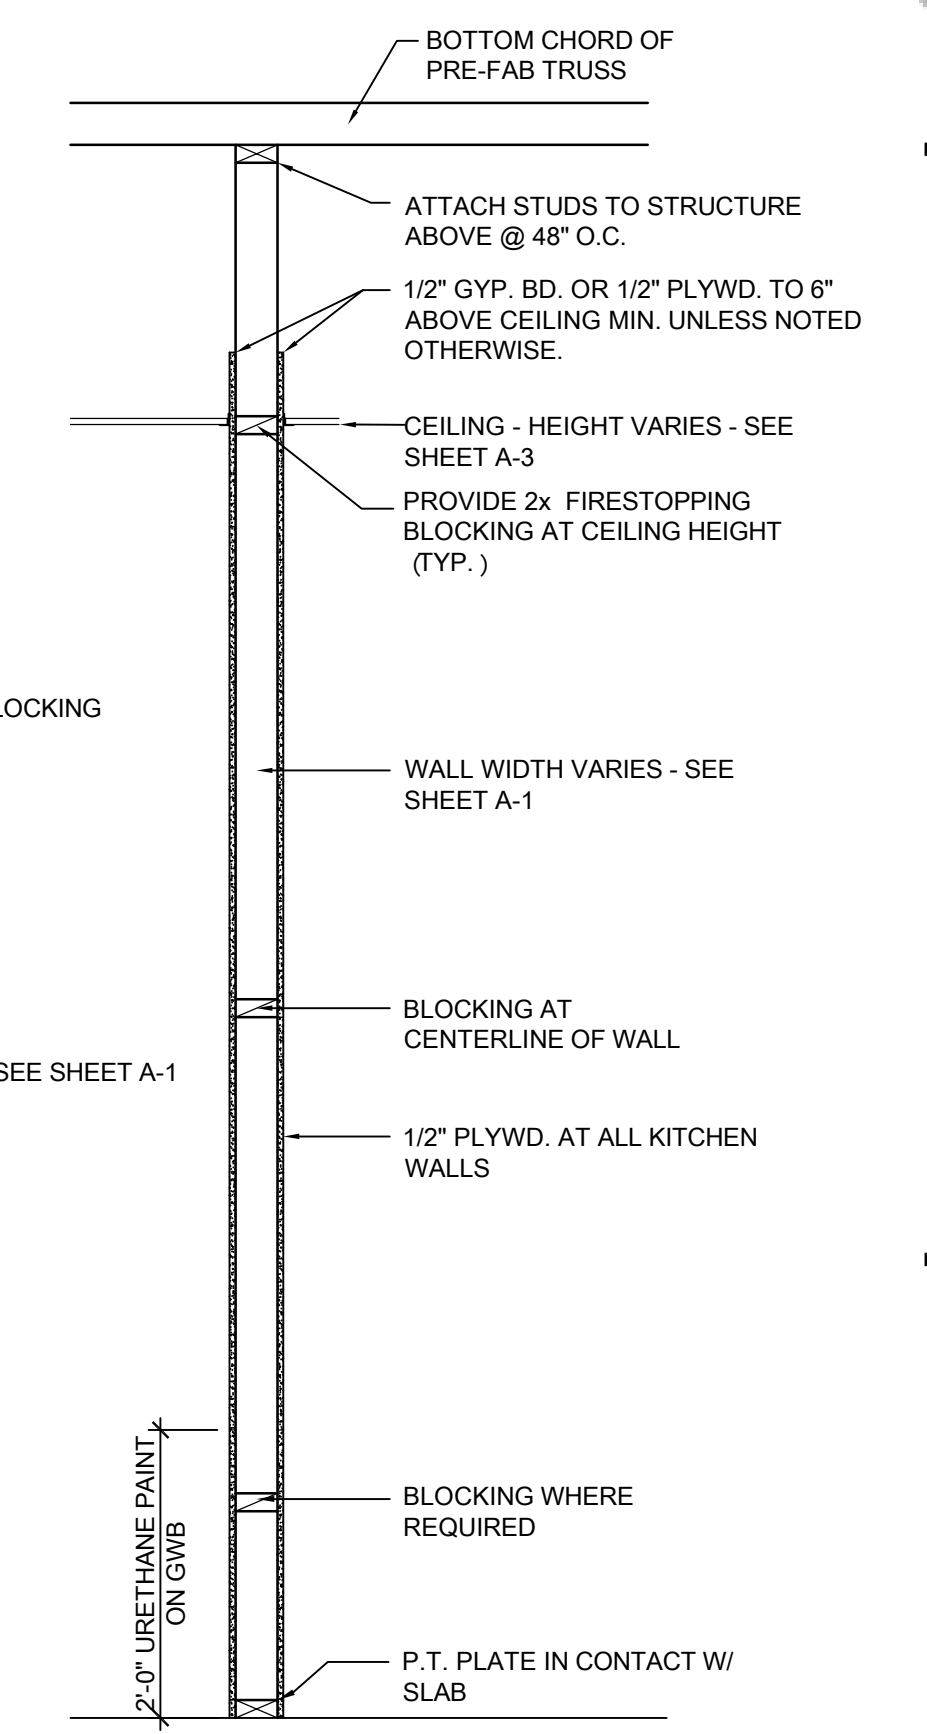 BOTTOM CHORD OF
PRE-FAB TRUSS
ATTACH STUDS TO STRUCTURE
ABOVE @ 48" O.C.
1/2" GYP. BD. OR 1/2" PLYWD. TO 6"
ABOVE CEILING MIN. UNLESS NOTED
OTHERWISE.
CEILING - HEIGHT VARIES - SEE
SHEET A-3
PROVIDE 2x FIRESTOPPING
BLOCKING AT CEILING HEIGHT
(TYP. )
LOCKING
WALL WIDTH VARIES - SEE
SHEET A-1
BLOCKING AT
CENTERLINE OF WALL
SEE SHEET A-1
1/2" PLYWD. AT ALL KITCHEN
WALLS
2'-0" URETHANE PAINT
ON GWB
BLOCKING WHERE
REQUIRED
P.T. PLATE IN CONTACT W/
SLAB